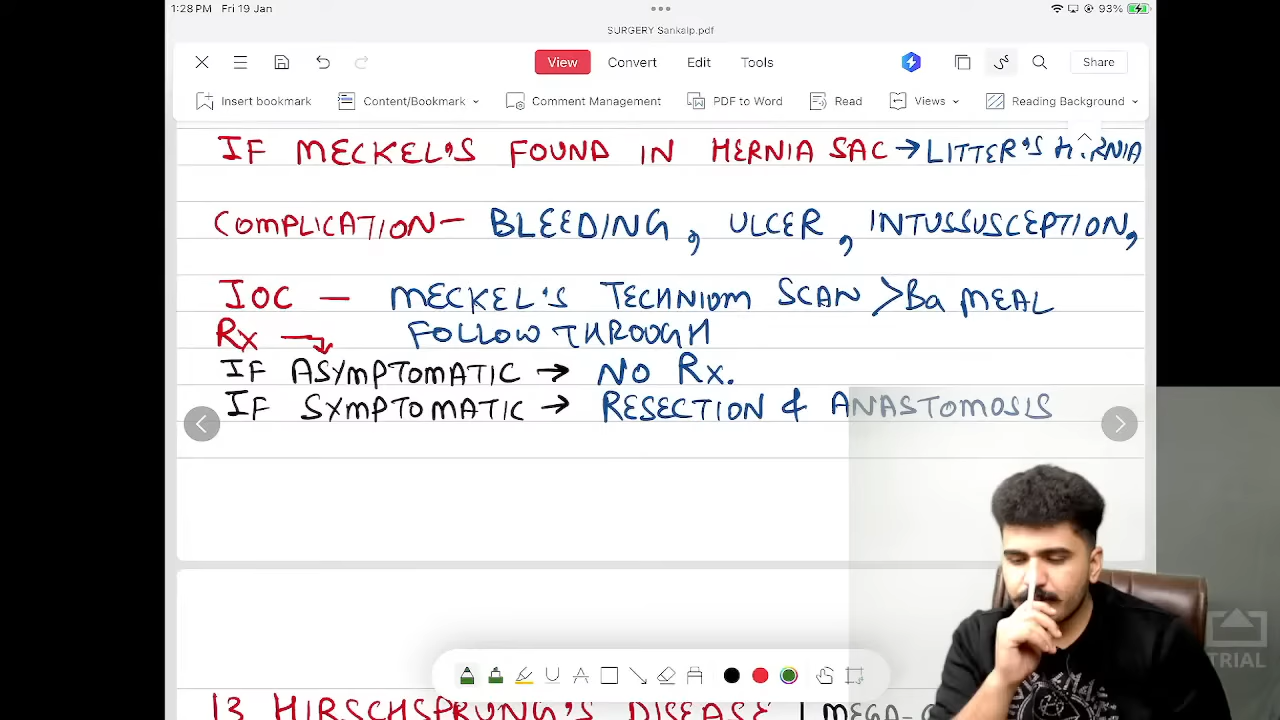 1:28 PM Fri 19 Jan
93%
SURGERY Sankalp.pdf
View Convert Edit Tools
Share
Insert bookmark Content/Bookmark Comment Management PDF to Word Read Views Reading Background
IF MECKEL'S FOUND IN HERNIA SAC → LITTER'S HERNIA
COMPLICATION - BLEEDING, ULCER, INTUSSUSCEPTION,
IOC - MECKEL'S TECHNIUM SCAN > Ba MEAL
Rx → FOLLOW THROUGH
IF ASYMPTOMATIC → NO Rx.
IF SYMPTOMATIC → RESECTION & ANASTOMOSIS
TRIAL
13 HIRSCHSPRUNG'S DISEASE MEGA-